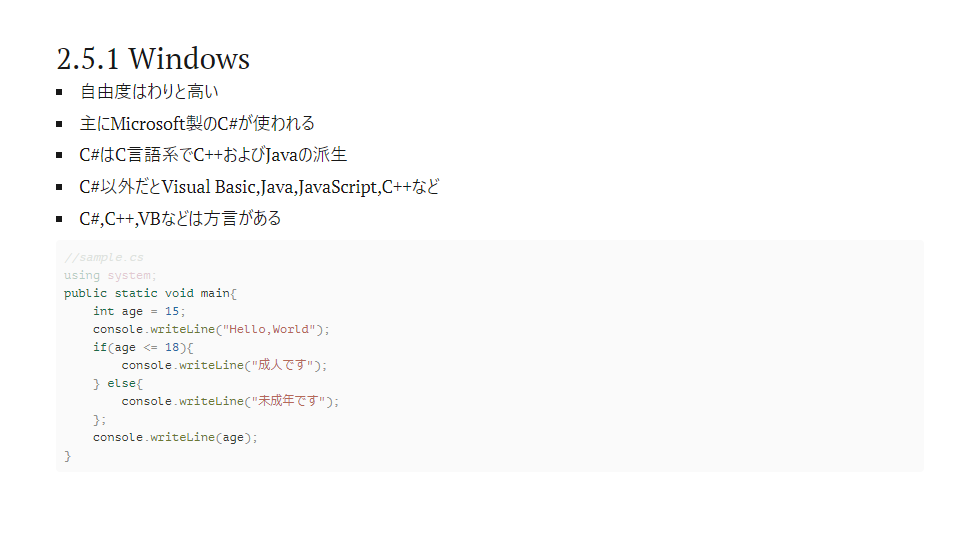 2.5.1 Windows
自由度はわりと高い
主にMicrosoft製のC#が使われる
C#はC言語系でC++およびJavaの派生
C#以外だとVisual Basic,Java,JavaScript,C++など
C#,C++,VBなどは方言がある
//sample.cs
using system;
public static void main{
    int age = 15;
    console.writeLine("Hello,World");
    if(age <= 18){
        console.writeLine("成人です");
    } else{
        console.writeLine("未成年です");
    };
    console.writeLine(age);
}